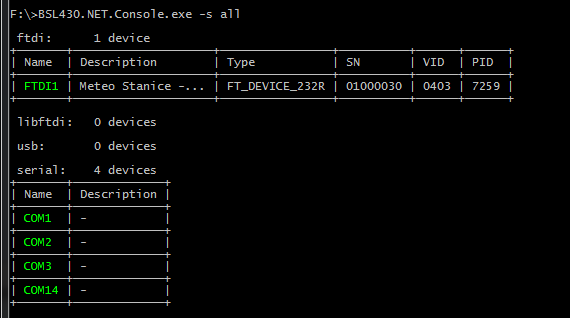 F:\>BSL430.NET.Console.exe -s all
ftdi: 1 device
Name Description Type SN VID PID
FTDI1 Meteo Stanice -... FT_DEVICE_232R 01000030 0403 7259
libftdi: 0 devices
usb: 0 devices
serial: 4 devices
Name Description
COM1 -
COM2 -
COM3 -
COM14 -